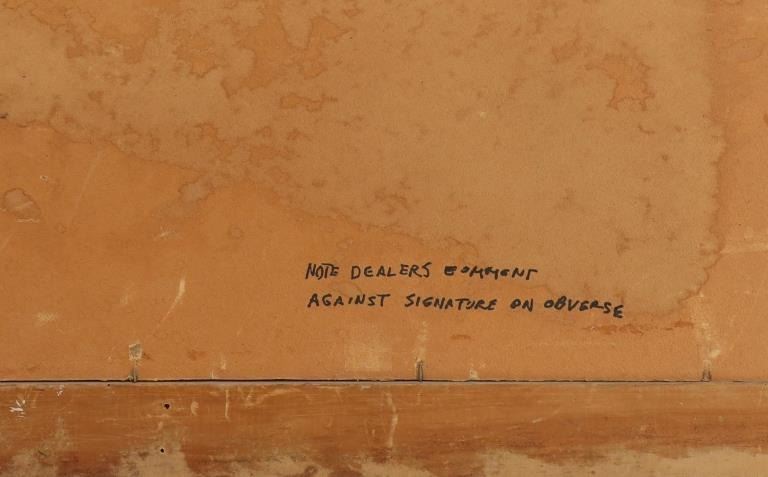 NOTE DEALERS COMMENT
AGAINST SIGNATURE ON OBVERSE